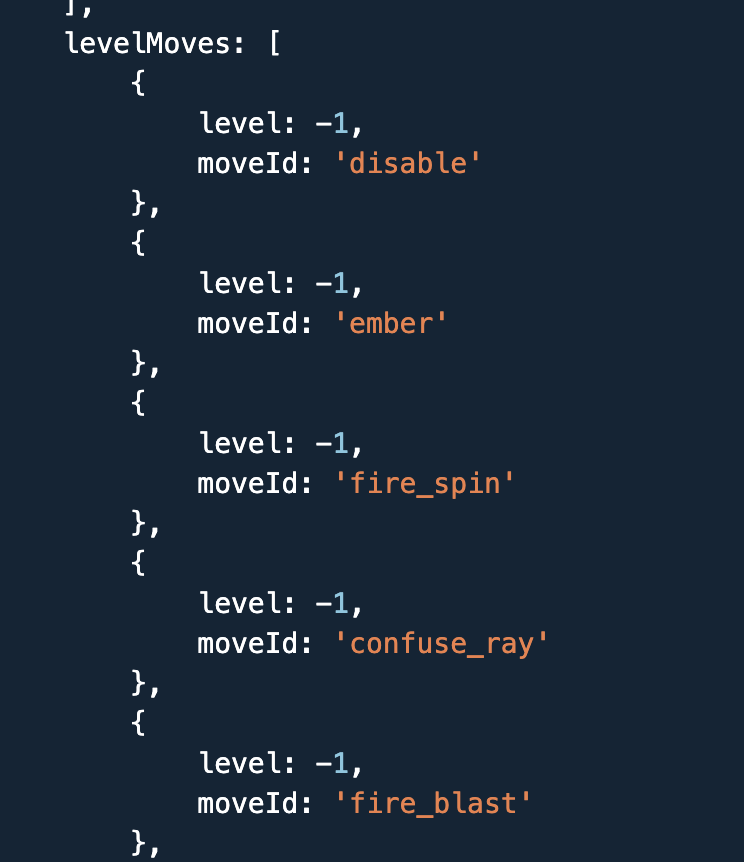 ],
levelMoves: [
{
level: -1,
moveId: 'disable'
},
{
level: -1,
moveId: 'ember'
},
{
level: -1,
moveId: 'fire_spin'
},
{
level: -1,
moveId: 'confuse_ray'
},
{
level: -1,
moveId: 'fire_blast'
},